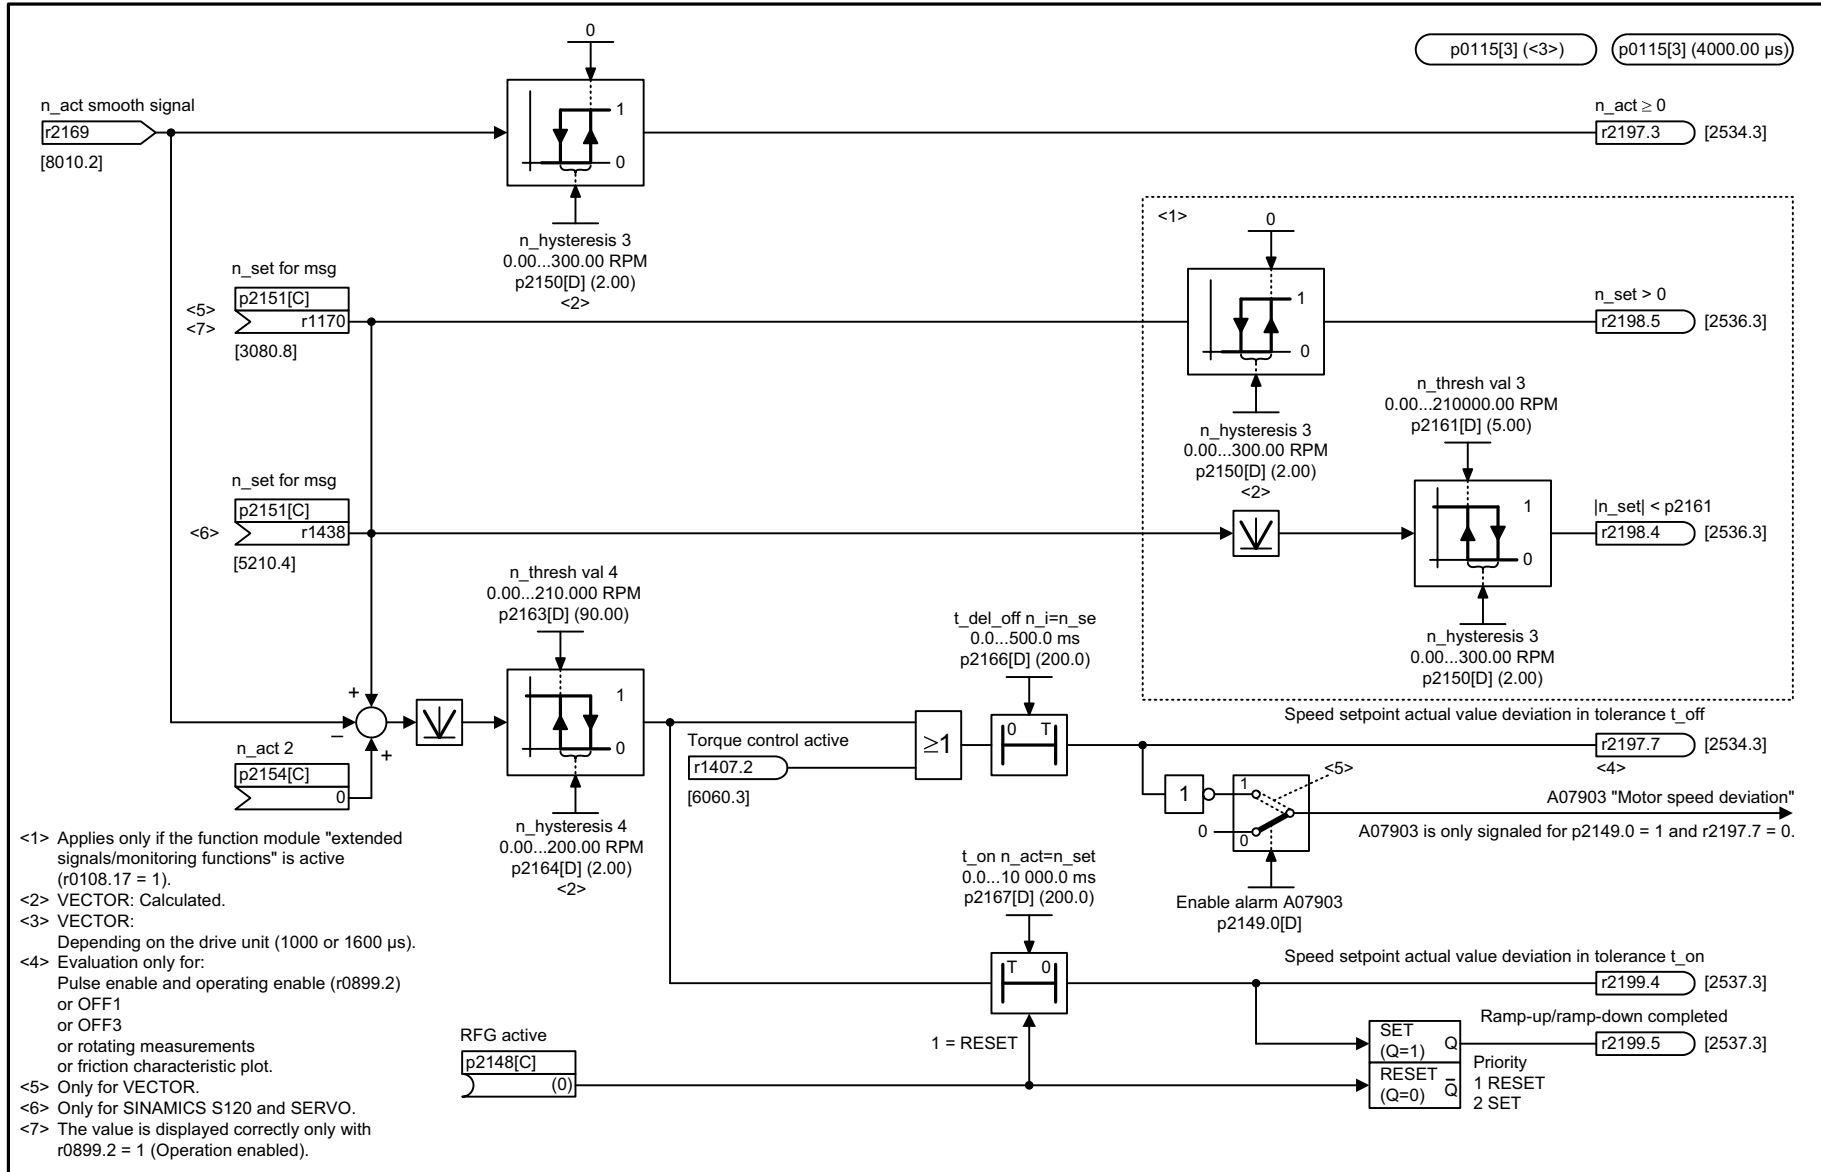 0
p0115[3] (<3>)
p0115[3] (4000.00 µs)
n_act smooth signal
r2169
[8010.2]
1
0
n_act ≥ 0
r2197.3
[2534.3]
n_hysteresis 3
0.00...300.00 RPM
p2150[D] (2.00)
<2>
<1>
0
n_set for msg
<5>
<7>
p2151[C]
r1170
[3080.8]
1
0
n_set > 0
r2198.5
[2536.3]
n_hysteresis 3
0.00...300.00 RPM
p2150[D] (2.00)
<2>
n_thresh val 3
0.00...210000.00 RPM
p2161[D] (5.00)
n_set for msg
<6>
p2151[C]
r1438
[5210.4]
1
0
|n_set| < p2161
r2198.4
[2536.3]
n_hysteresis 3
0.00...300.00 RPM
p2150[D] (2.00)
n_thresh val 4
0.00...210.000 RPM
p2163[D] (90.00)
t_del_off n_i=n_se
0.0...500.0 ms
p2166[D] (200.0)
+
−
+
1
0
n_act 2
p2154[C]
0
Torque control active
r1407.2
[6060.3]
≥1
0 T
Speed setpoint actual value deviation in tolerance t_off
r2197.7
[2534.3]
<4>
<5>
1
1
0
0
A07903 "Motor speed deviation"
A07903 is only signaled for p2149.0 = 1 and r2197.7 = 0.
Enable alarm A07903
p2149.0[D]
n_hysteresis 4
0.00...200.00 RPM
p2164[D] (2.00)
<2>
t_on n_act=n_set
0.0...10 000.0 ms
p2167[D] (200.0)
T 0
Speed setpoint actual value deviation in tolerance t_on
r2199.4
[2537.3]
1 = RESET
RFG active
p2148[C]
(0)
SET
(Q=1)
Q
RESET
(Q=0)
Q̅
Ramp-up/ramp-down completed
r2199.5
[2537.3]
Priority
1 RESET
2 SET
<1> Applies only if the function module "extended
signals/monitoring functions" is active
(r0108.17 = 1).
<2> VECTOR: Calculated.
<3> VECTOR:
Depending on the drive unit (1000 or 1600 µs).
<4> Evaluation only for:
Pulse enable and operating enable (r0899.2)
or OFF1
or OFF3
or rotating measurements
or friction characteristic plot.
<5> Only for VECTOR.
<6> Only for SINAMICS S120 and SERVO.
<7> The value is displayed correctly only with
r0899.2 = 1 (Operation enabled).